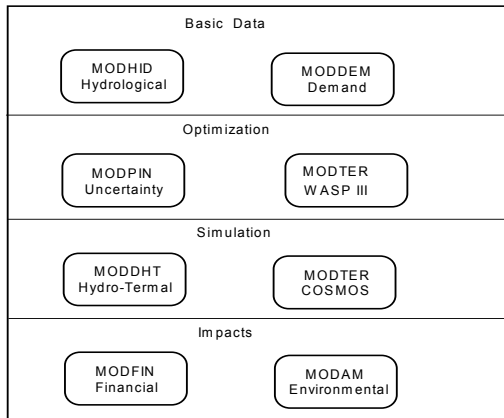 Basic Data
MODHID
Hydrological
MODDEM
Demand
Optimization
MODPIN
Uncertainty
MODTER
WASP III
Simulation
MODDHT
Hydro-Termal
MODTER
COSMOS
Impacts
MODFIN
Financial
MODAM
Environmental